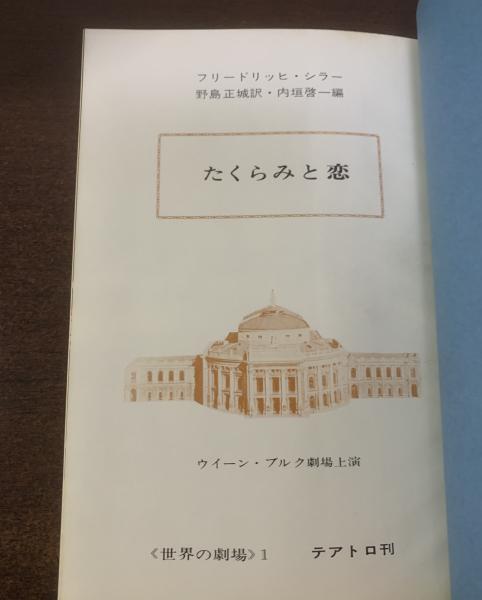 フリードリッヒ・シラー
野島正城訳・内垣啓一編
たくらみと恋
ウイーン・ブルク劇場上演
《世界の劇場》1 テアトロ刊